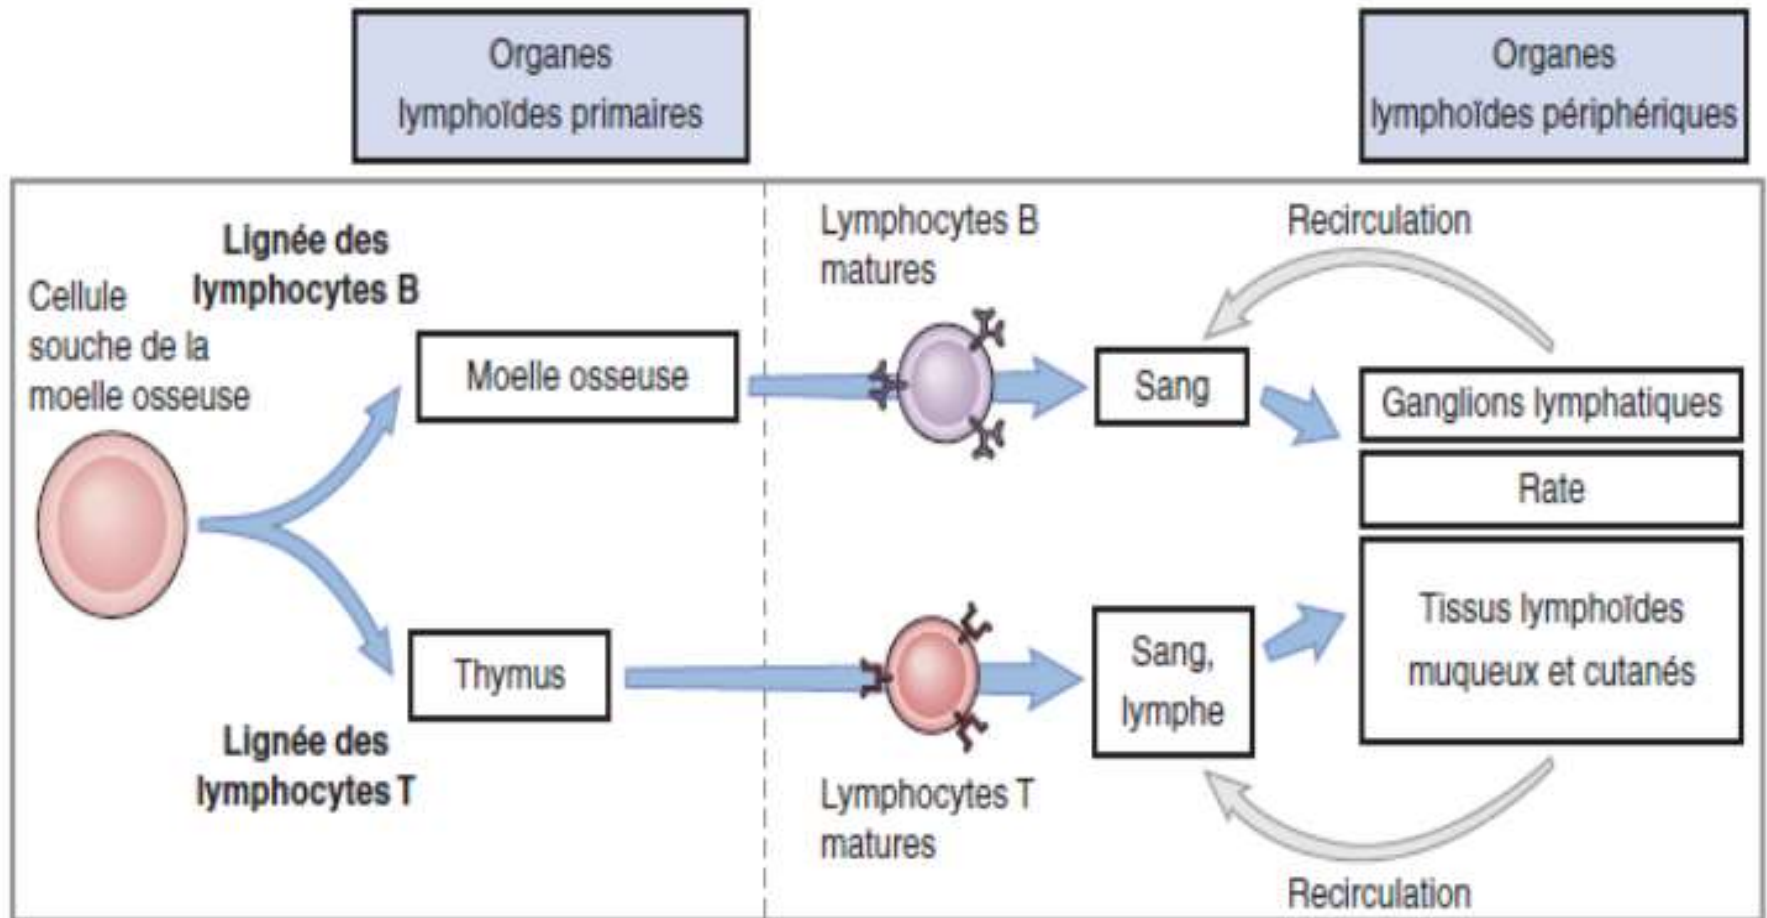 Organes
lymphoïdes primaires
Organes
lymphoïdes périphériques
Lignée des
lymphocytes B
Cellule
souche de la
moelle osseuse
Moelle osseuse
Lymphocytes B
matures
Recirculation
Sang
Ganglions lymphatiques
Rate
Tissus lymphoïdes
muqueux et cutanés
Thymus
Sang,
lymphe
Lignée des
lymphocytes T
Lymphocytes T
matures
Recirculation